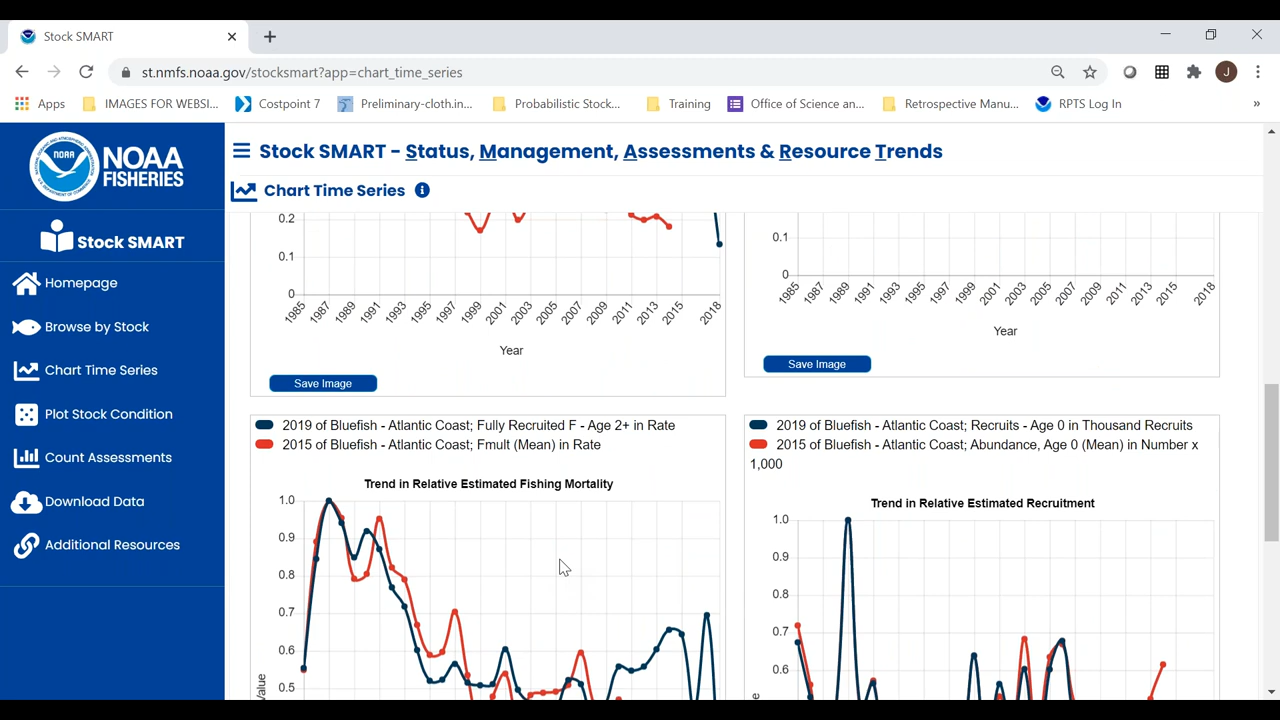 Stock SMART
st.nmfs.noaa.gov/stocksmart?app=chart_time_series
J
Apps
IMAGES FOR WEBSI...
Costpoint 7
Preliminary-cloth.in...
Probabilistic Stock...
Training
Office of Science an...
Retrospective Manu...
RPTS Log In
»
NOAA
NOAA
FISHERIES
Stock SMART
Homepage
Browse by Stock
Chart Time Series
Plot Stock Condition
Count Assessments
Download Data
Additional Resources
Stock SMART - Status, Management, Assessments & Resource Trends
Chart Time Series
0.2
0.1
0
1985 1987 1989 1991 1993 1995 1997 1999 2001 2003 2005 2007 2009 2011 2013 2015 2018
Year
Save Image
0.1
0
1985 1987 1989 1991 1993 1995 1997 1999 2001 2003 2005 2007 2009 2011 2013 2015 2018
Year
Save Image
2019 of Bluefish - Atlantic Coast; Fully Recruited F - Age 2+ in Rate
2015 of Bluefish - Atlantic Coast; Fmult (Mean) in Rate
Trend in Relative Estimated Fishing Mortality
1.0
0.9
0.8
0.7
0.6
0.5
Value
2019 of Bluefish - Atlantic Coast; Recruits - Age 0 in Thousand Recruits
2015 of Bluefish - Atlantic Coast; Abundance, Age 0 (Mean) in Number x
1,000
Trend in Relative Estimated Recruitment
1.0
0.9
0.8
0.7
0.6